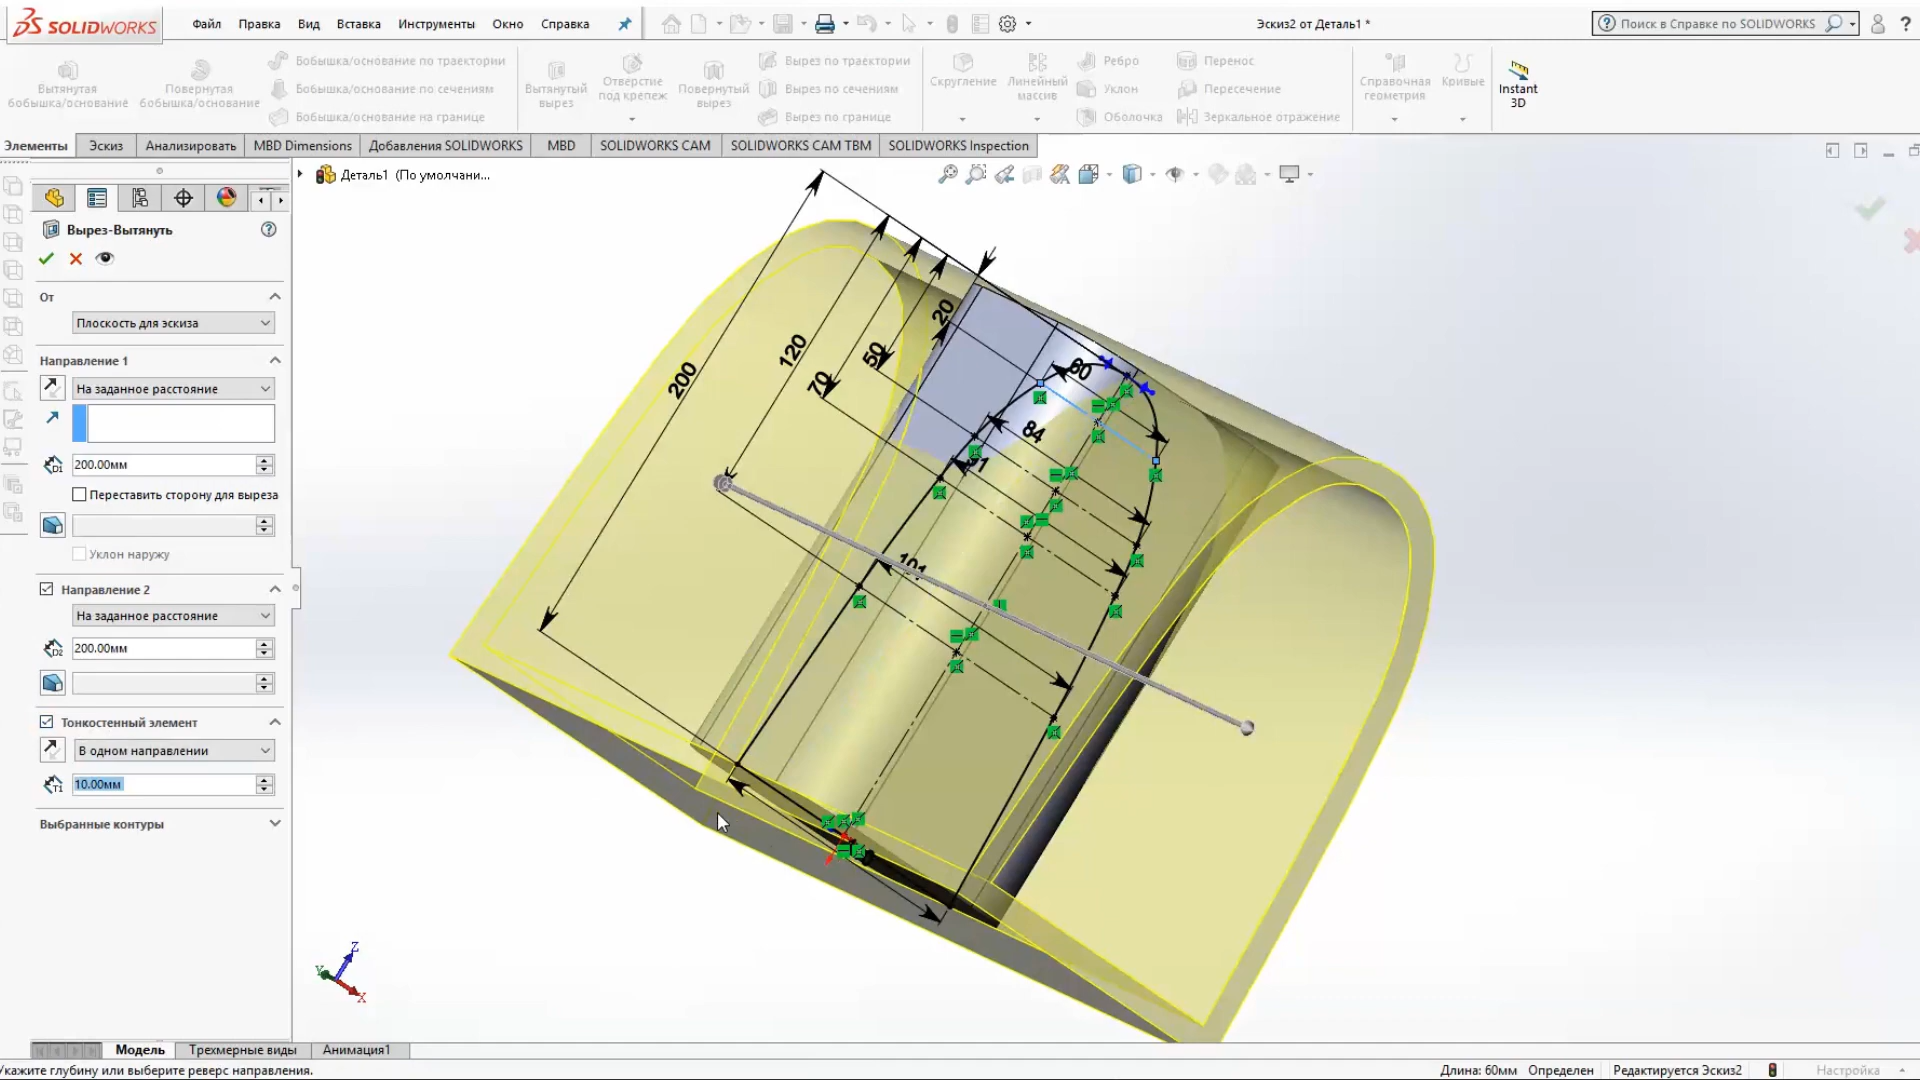 SOLIDWORKS Файл Правка Вид Вставка Инструменты Окно Справка Эскиз2 от Деталь1 * Поиск в Справке по SOLIDWORKS ?
Вытянутая бобышка/основание
Повернутая бобышка/основание
Бобышка/основание по траектории
Бобышка/основание по сечениям
Бобышка/основание на границе
Вытянутый вырез
Отверстие под крепеж
Повернутый вырез
Вырез по траектории
Вырез по сечениям
Вырез по границе
Скругление
Линейный массив
Ребро
Уклон
Оболочка
Перенос
Пересечение
Зеркальное отражение
Справочная геометрия
Кривые
Instant 3D
Элементы Эскиз Анализировать MBD Dimensions Добавления SOLIDWORKS MBD SOLIDWORKS CAM SOLIDWORKS CAM TBM SOLIDWORKS Inspection
Деталь1 (По умолчани...
Вырез-Вытянуть
От
Плоскость для эскиза
Направление 1
На заданное расстояние
D1 200.00мм
Переставить сторону для выреза
Уклон наружу
Направление 2
На заданное расстояние
D2 200.00мм
Тонкостенный элемент
В одном направлении
T1 10.00мм
Выбранные контуры
200
120
70
50
20
60
84
101
Z
Y
X
Модель Трехмерные виды Анимация1
Укажите глубину или выберите реверс направления. Длина: 60мм Определен Редактируется Эскиз2 Настройка